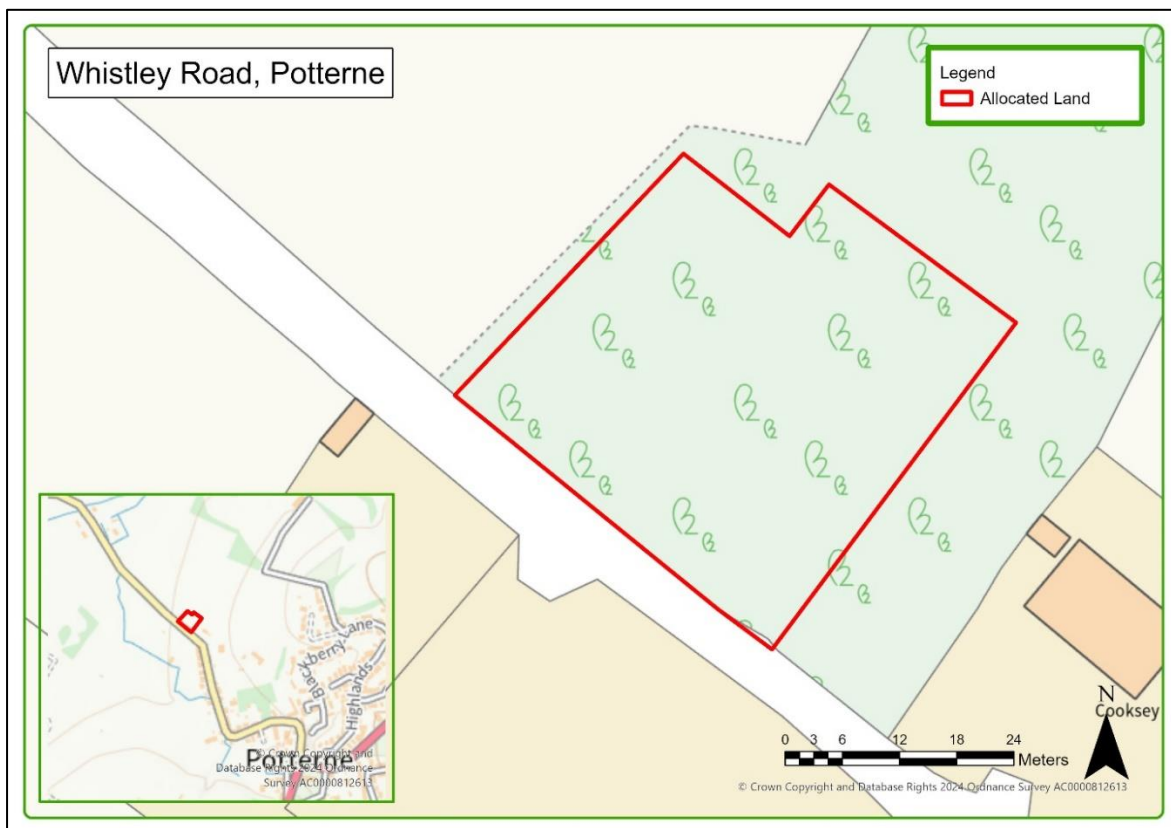 Whistley Road, Potterne
Legend
Allocated Land
Blackberry Lane
Highlands
Potterne
© Crown Copyright and
Database Rights 2024 Ordnance
Survey AC0000812613
N
Cooksey
0 3 6 12 18 24
Meters
© Crown Copyright and Database Rights 2024 Ordnance Survey AC0000812613